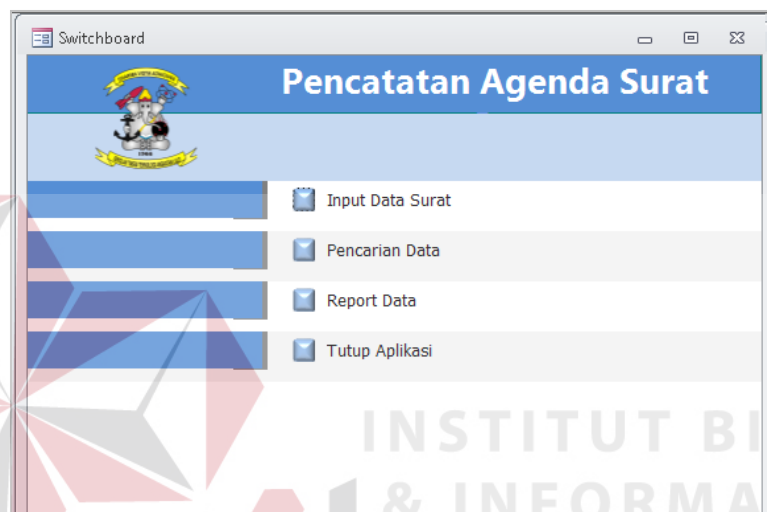 Switchboard
Pencatatan Agenda Surat
Input Data Surat
Pencarian Data
Report Data
Tutup Aplikasi
INSTITUT BI
& INFORMA